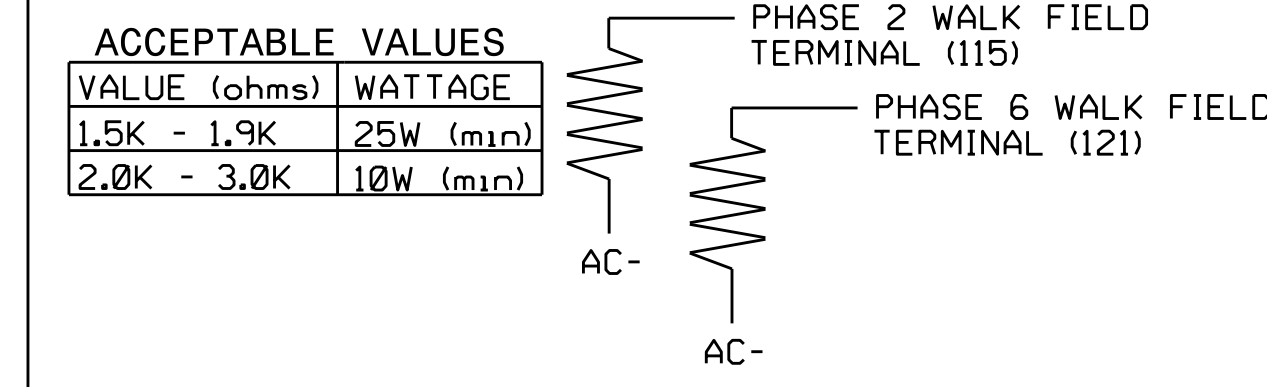 ACCEPTABLE VALUES
VALUE (ohms) WATTAGE
1.5K - 1.9K 25W (min)
2.0K - 3.0K 10W (min)
PHASE 2 WALK FIELD
TERMINAL (115)
AC-
PHASE 6 WALK FIELD
TERMINAL (121)
AC-